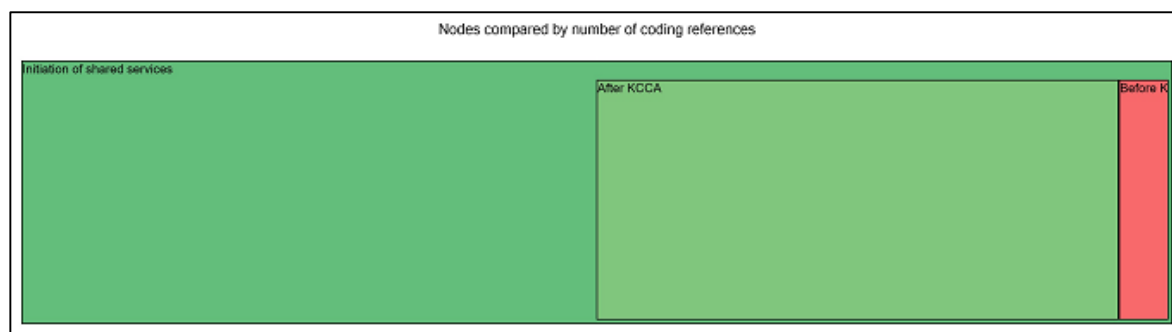 Nodes compared by number of coding references
Initiation of shared services
After KCCA
Before K